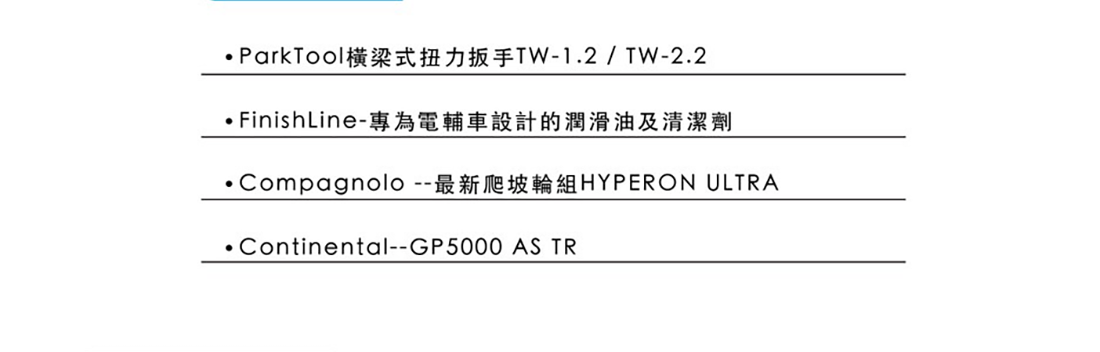 •ParkTool橫梁式扭力扳手TW-1.2 / TW-2.2
•FinishLine-專為電輔車設計的潤滑油及清潔劑
•Compagnolo --最新爬坡輪組HYPERON ULTRA
•Continental--GP5000 AS TR